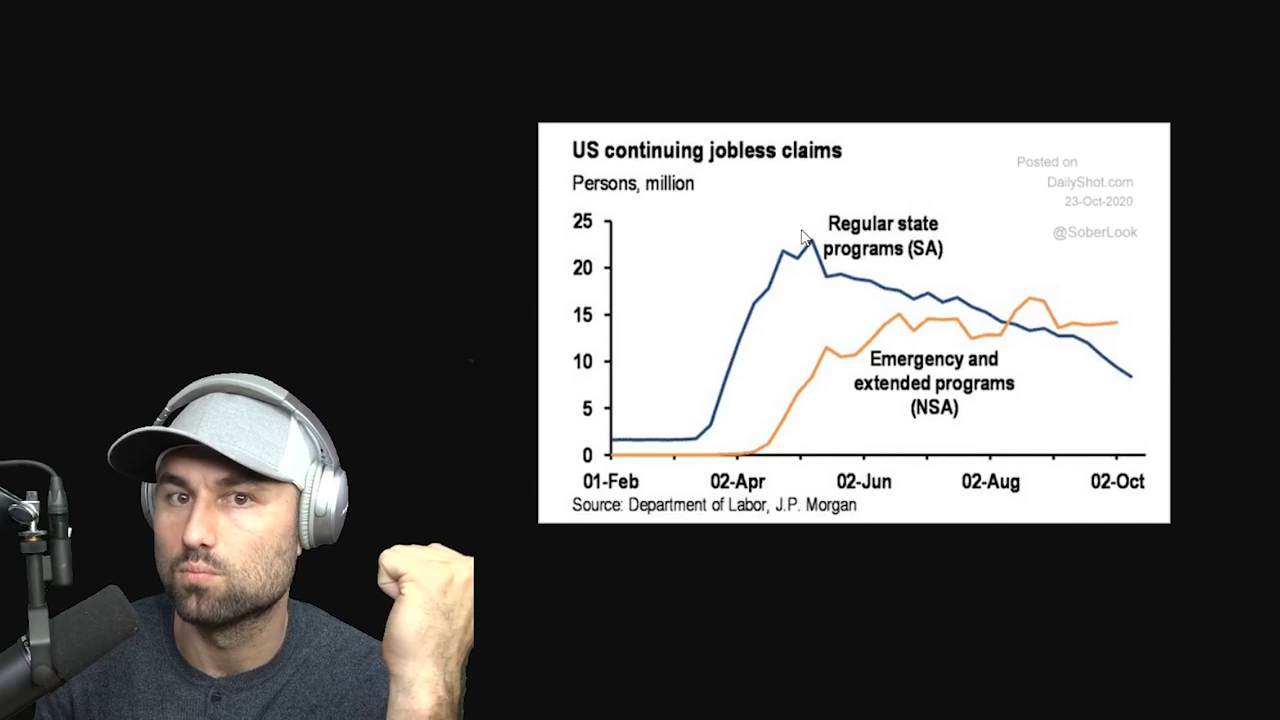 US continuing jobless claims
Persons, million
Posted on
DailyShot.com
23-Oct-2020
@SoberLook
25
20
15
10
5
0
Regular state
programs (SA)
Emergency and
extended programs
(NSA)
01-Feb 02-Apr 02-Jun 02-Aug 02-Oct
Source: Department of Labor, J.P. Morgan